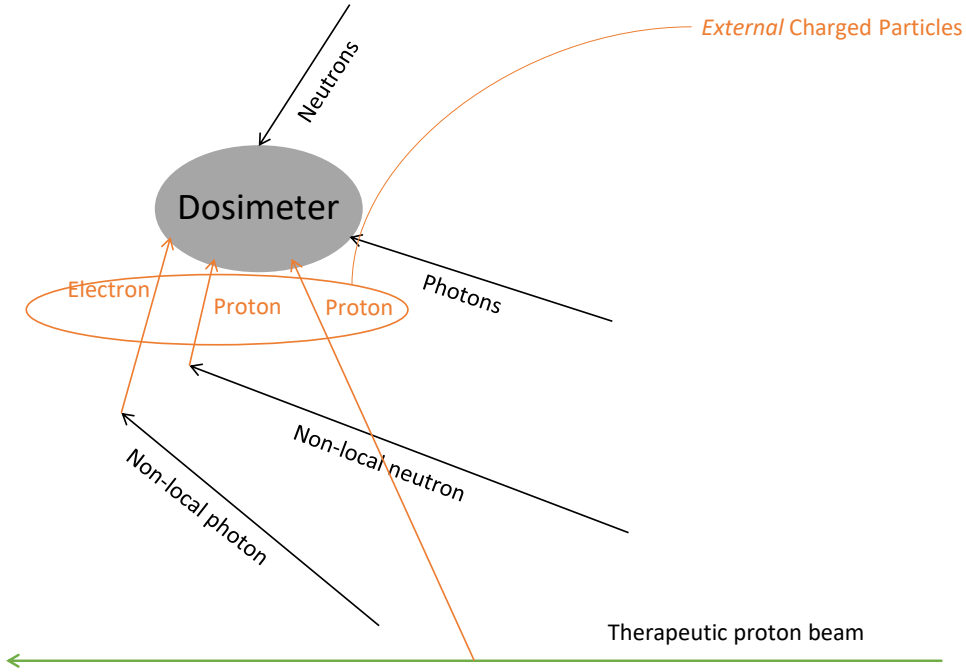 External Charged Particles
Neutrons
Dosimeter
Photons
Electron
Proton
Proton
Non-local neutron
Non-local photon
Therapeutic proton beam